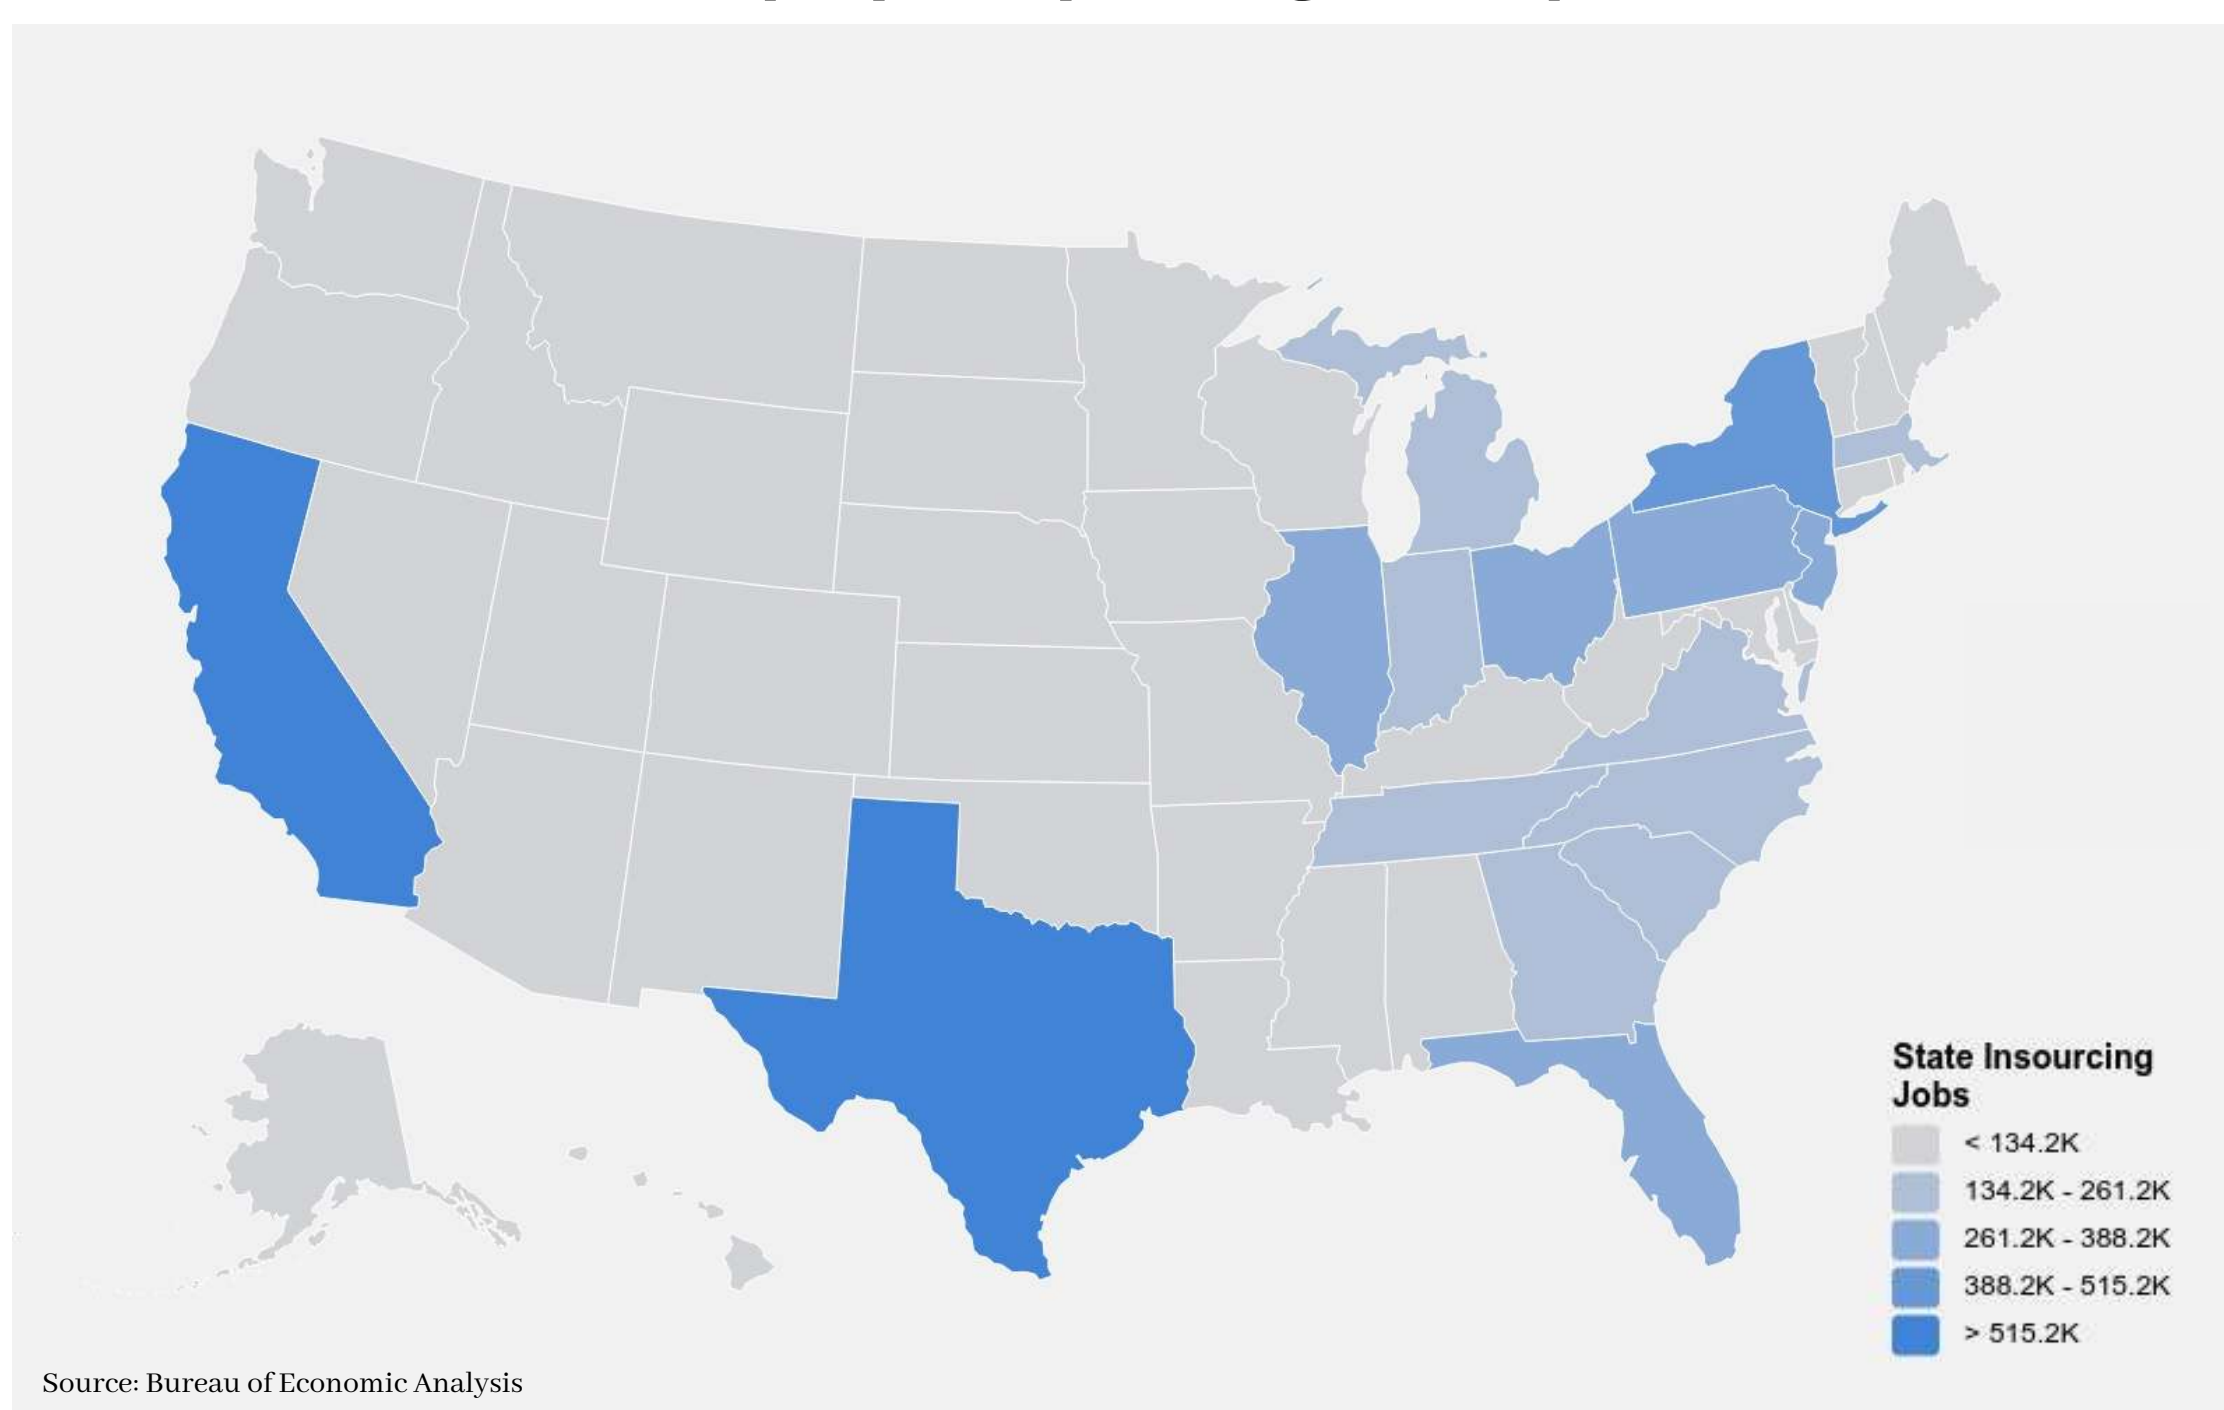 State Insourcing
Jobs
< 134.2K
134.2K - 261.2K
261.2K - 388.2K
388.2K - 515.2K
> 515.2K
Source: Bureau of Economic Analysis